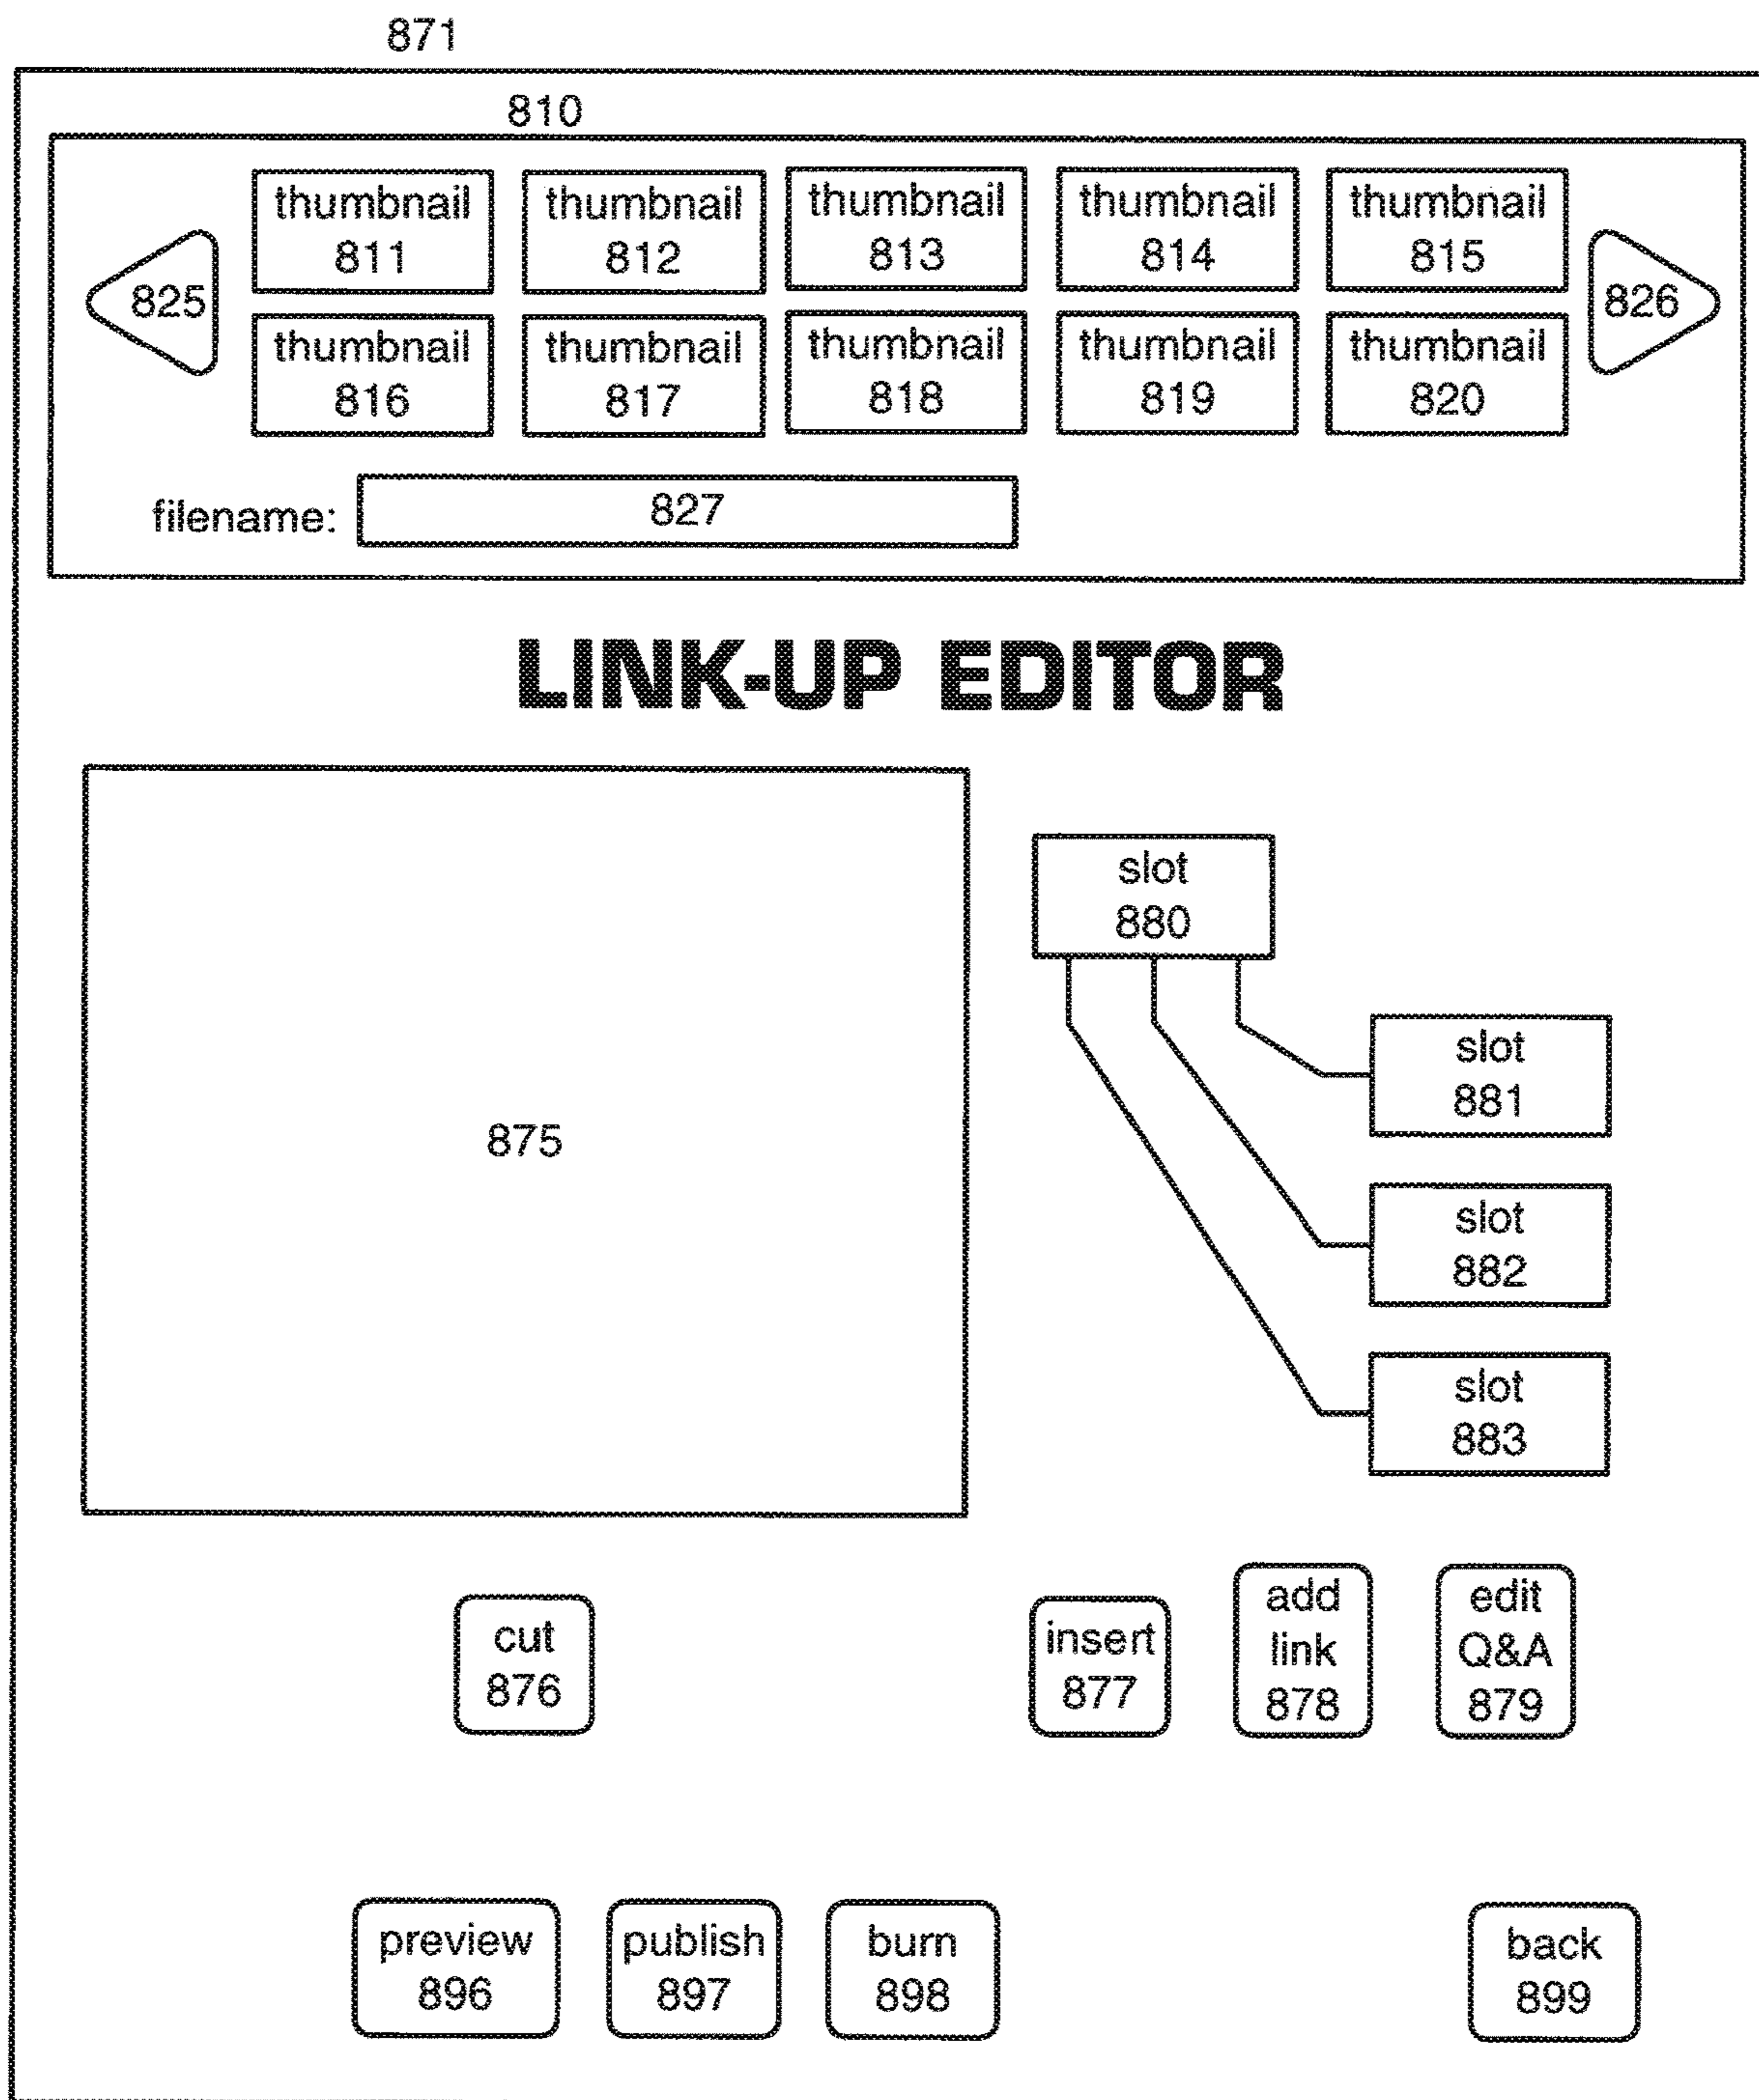 871
810
thumbnail 811
thumbnail 812
thumbnail 813
thumbnail 814
thumbnail 815
825
826
thumbnail 816
thumbnail 817
thumbnail 818
thumbnail 819
thumbnail 820
filename: 827
LINK-UP EDITOR
875
slot
880
slot
881
slot
882
slot
883
cut
876
insert
877
add
link
878
edit
Q&A
879
preview
896
publish
897
burn
898
back
899